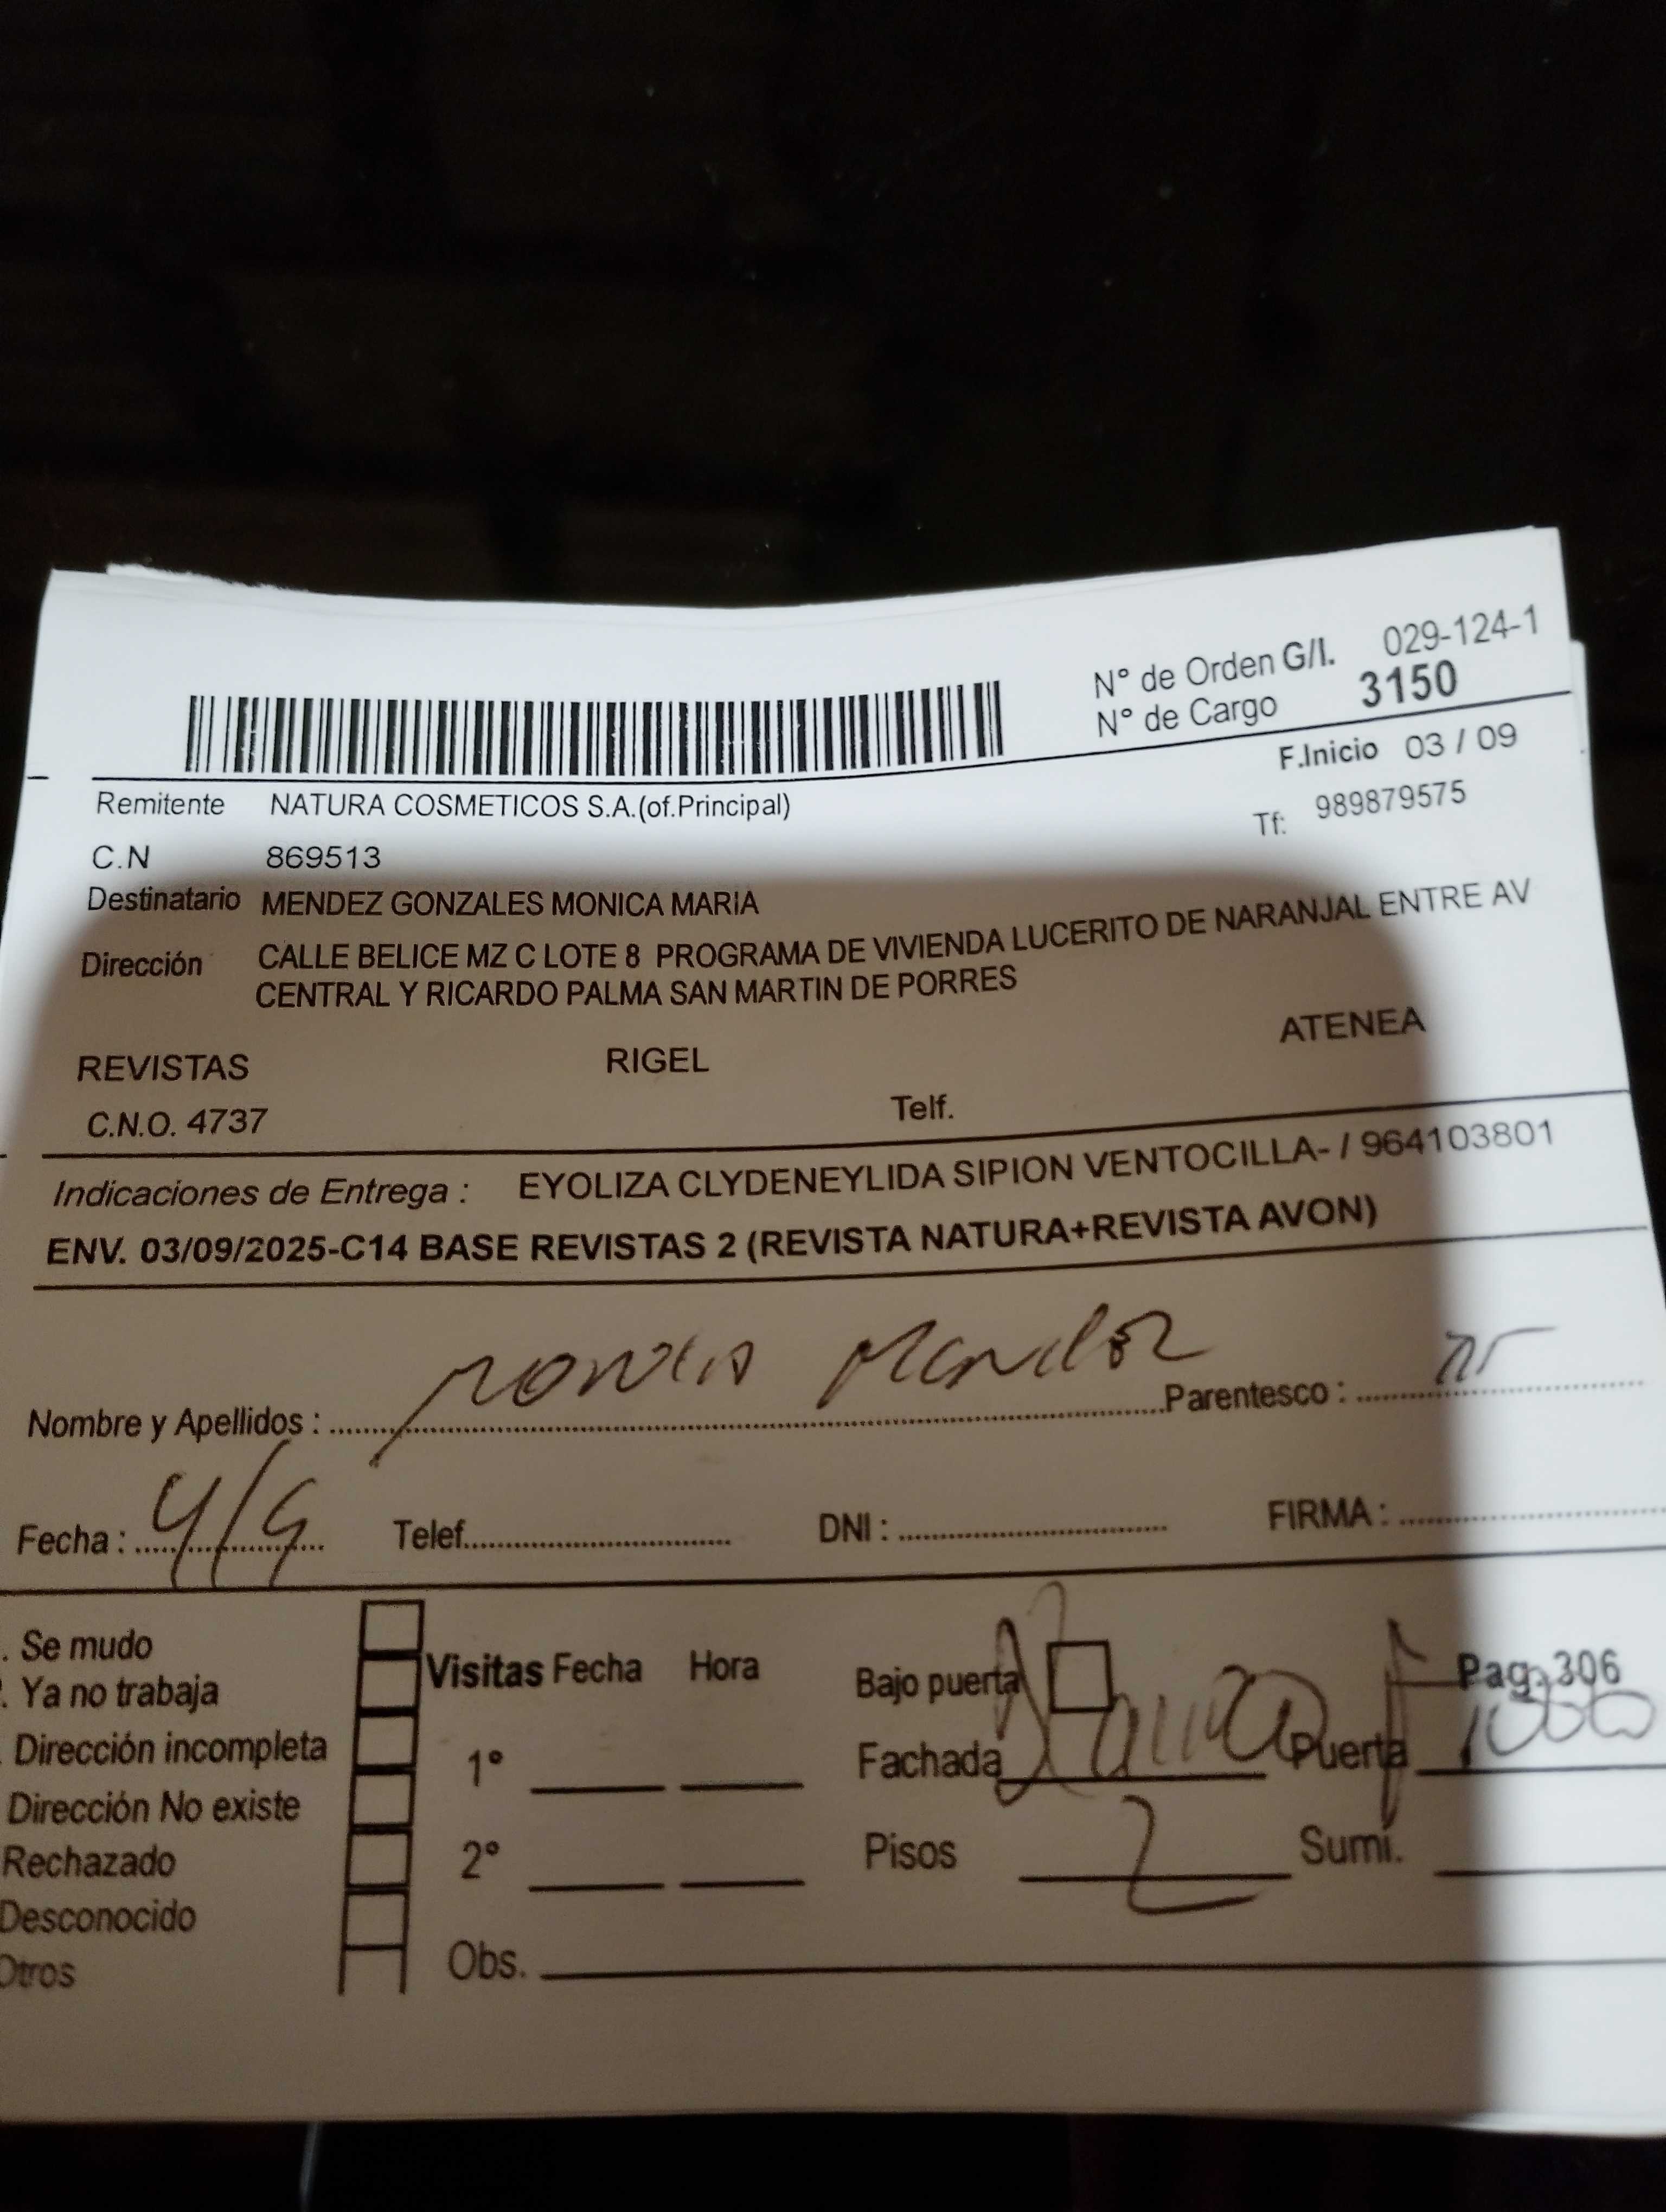 N° de Orden G/I. 029-124-1
N° de Cargo 3150
F.Inicio 03 / 09
Remitente NATURA COSMETICOS S.A.(of.Principal)
Tf: 989879575
C.N 869513
Destinatario MENDEZ GONZALES MONICA MARIA
Dirección CALLE BELICE MZ C LOTE 8 PROGRAMA DE VIVIENDA LUCERITO DE NARANJAL ENTRE AV
CENTRAL Y RICARDO PALMA SAN MARTIN DE PORRES
REVISTAS RIGEL ATENEA
C.N.O. 4737 Telf.
Indicaciones de Entrega : EYOLIZA CLYDENEYLIDA SIPION VENTOCILLA- / 964103801
ENV. 03/09/2025-C14 BASE REVISTAS 2 (REVISTA NATURA+REVISTA AVON)
Nombre y Apellidos : Parentesco :
Fecha : 4/9 Telef. DNI : FIRMA :
. Se mudo
. Ya no trabaja
Dirección incompleta
Dirección No existe
Rechazado
Desconocido
Otros
Visitas Fecha Hora
1°
2°
Obs.
Bajo puerta Pag. 306
Fachada Puerta
Pisos 2 Sumi.